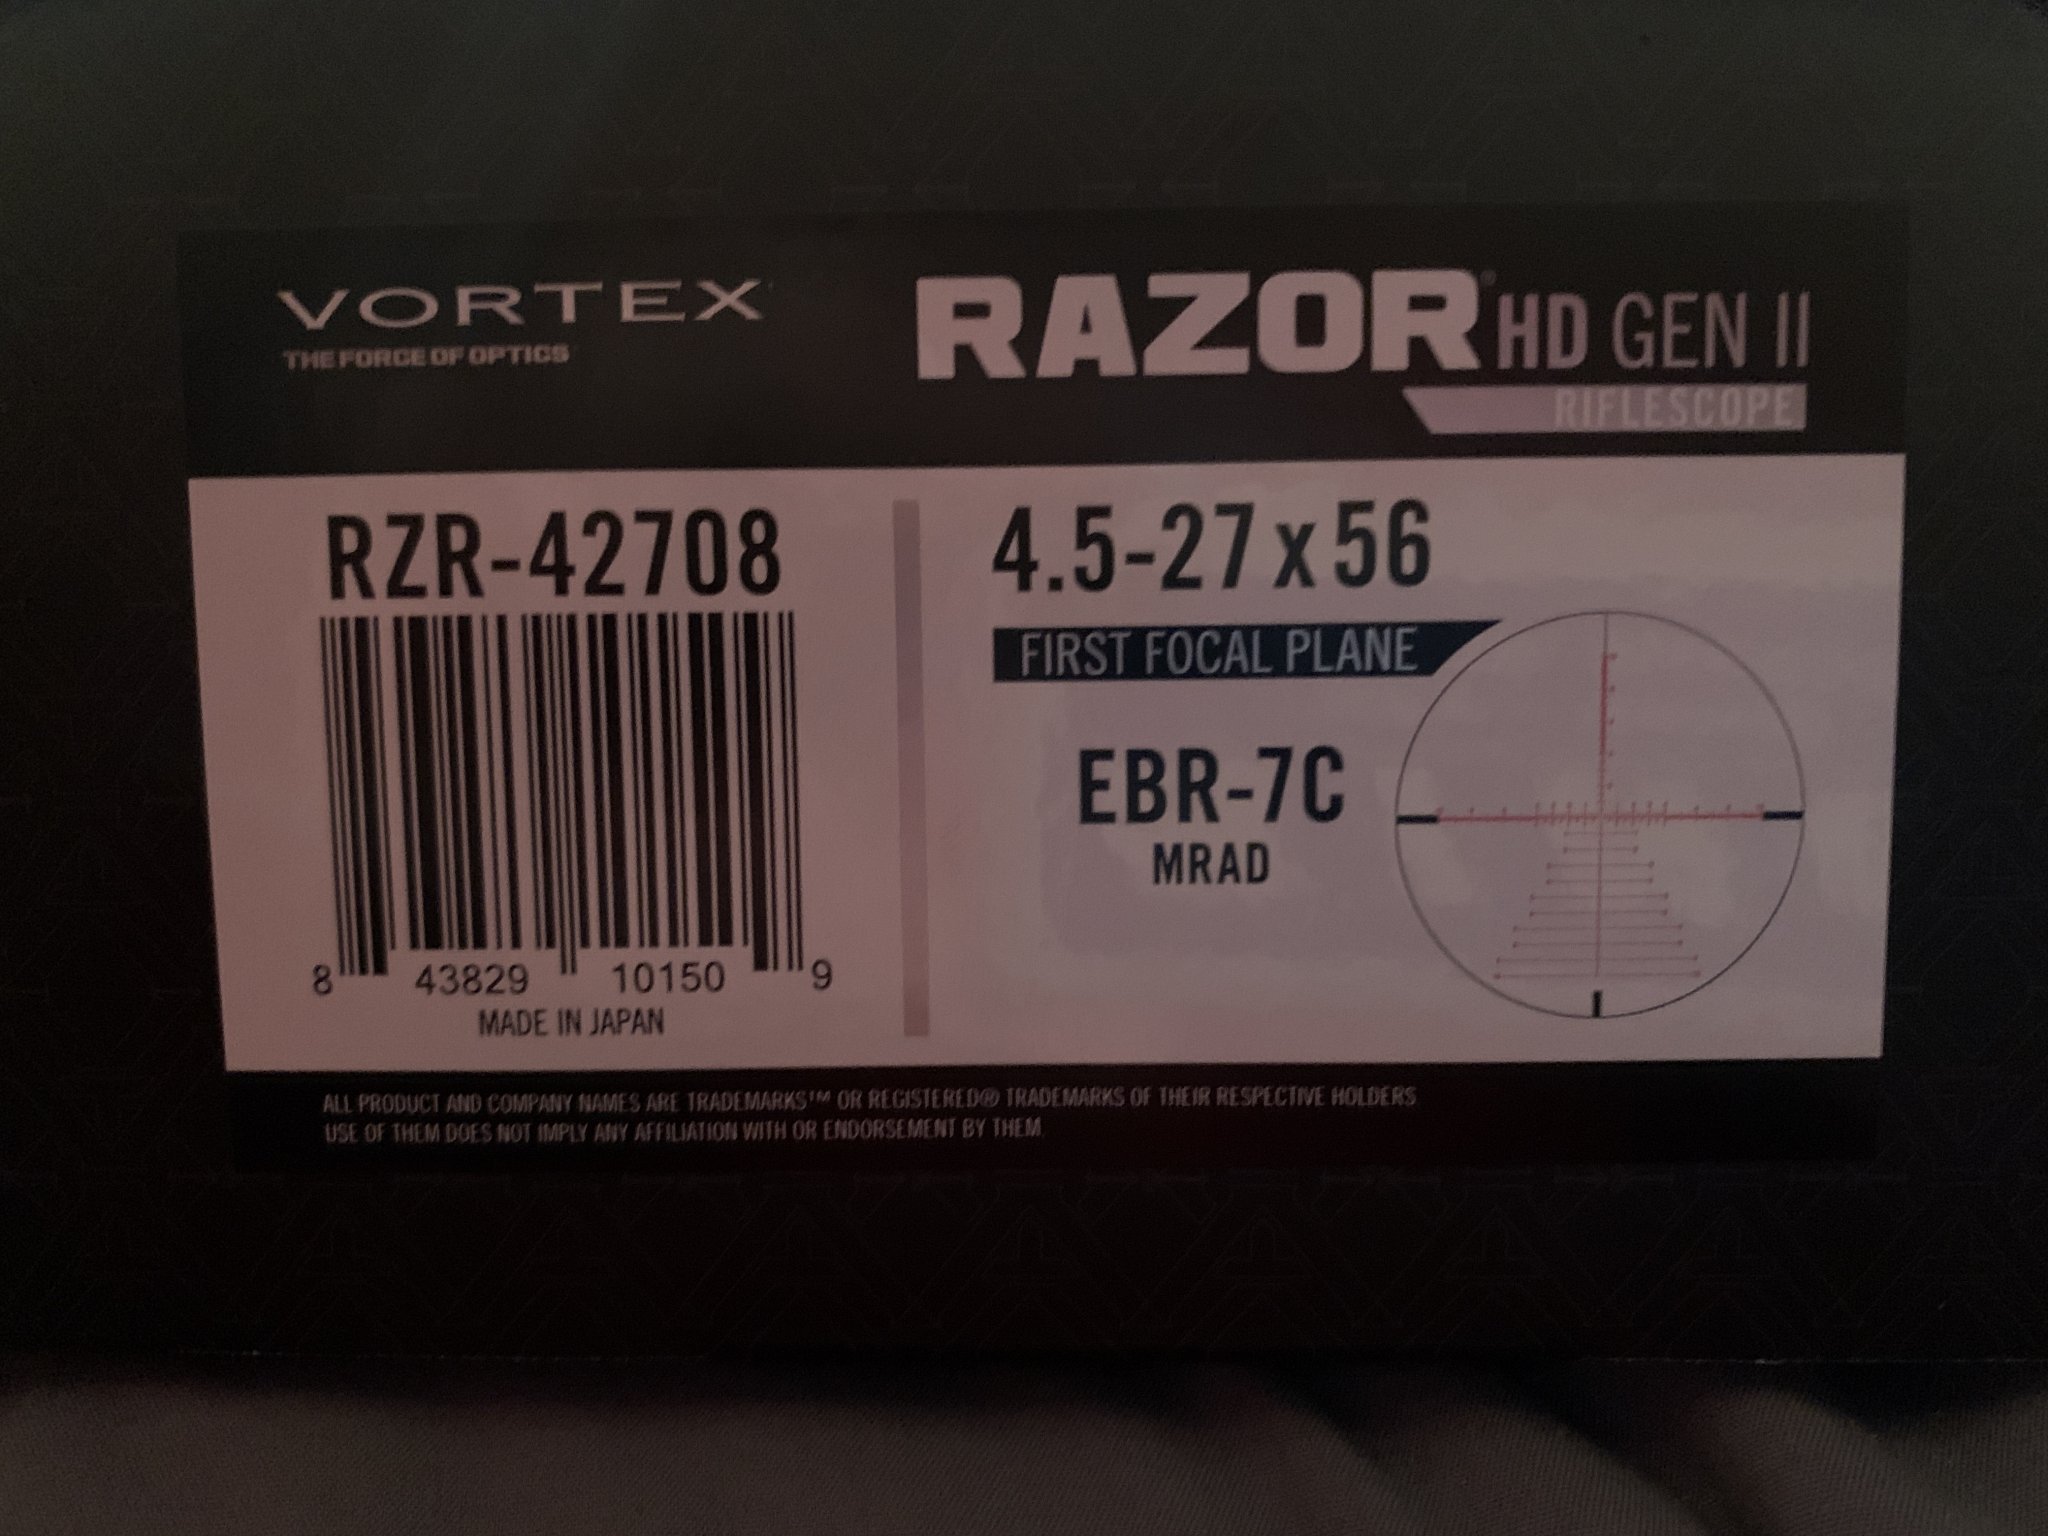 VORTEX
THE FORCE OF OPTICS
RAZOR® HD GEN II
RIFLESCOPE
RZR-42708
8 43829 10150 9
MADE IN JAPAN
4.5-27x56
FIRST FOCAL PLANE
EBR-7C
MRAD
ALL PRODUCT AND COMPANY NAMES ARE TRADEMARKS™ OR REGISTERED® TRADEMARKS OF THEIR RESPECTIVE HOLDERS
USE OF THEM DOES NOT IMPLY ANY AFFILIATION WITH OR ENDORSEMENT BY THEM.